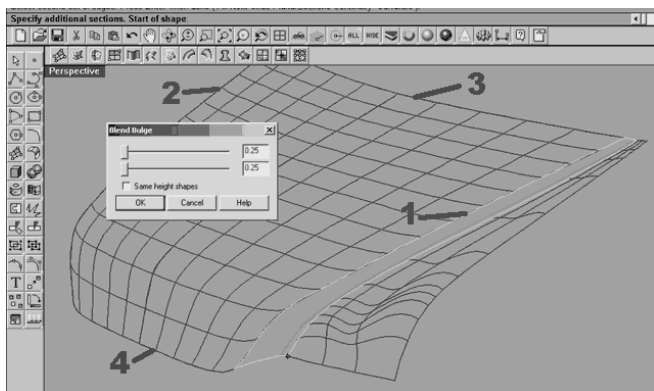 Specify additional sections. Start of shape:
ALL HIDE
Perspective
2
3
Blend Bulge
0.25
0.25
Same height shapes
OK Cancel Help
1
T
4